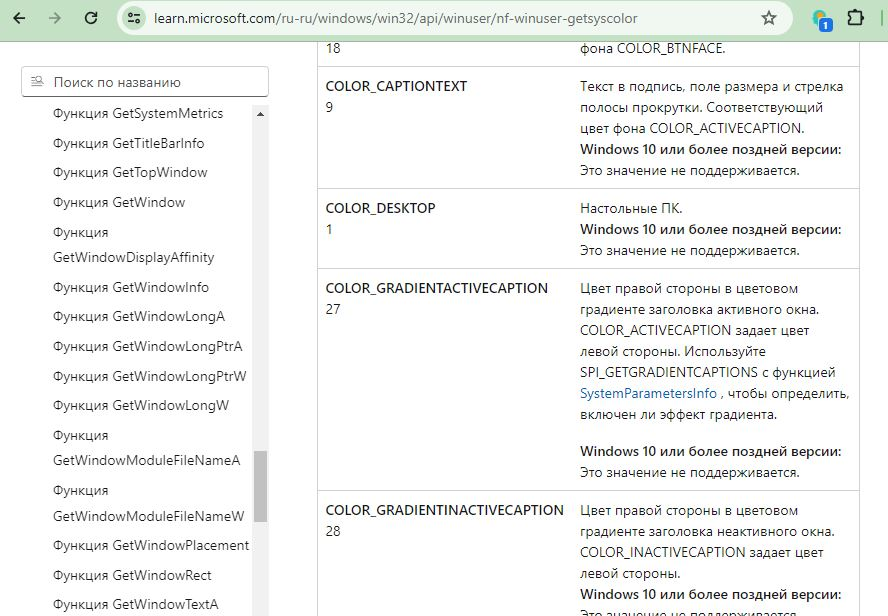 learn.microsoft.com/ru-ru/windows/win32/api/winuser/nf-winuser-getsyscolor
1
Поиск по названию
Функция GetSystemMetrics
Функция GetTitleBarInfo
Функция GetTopWindow
Функция GetWindow
Функция
GetWindowDisplayAffinity
Функция GetWindowInfo
Функция GetWindowLongA
Функция GetWindowLongPtrA
Функция GetWindowLongPtrW
Функция GetWindowLongW
Функция
GetWindowModuleFileNameA
Функция
GetWindowModuleFileNameW
Функция GetWindowPlacement
Функция GetWindowRect
Функция GetWindowTextA
18
фона COLOR_BTNFACE.
COLOR_CAPTIONTEXT
9
Текст в подпись, поле размера и стрелка
полосы прокрутки. Соответствующий
цвет фона COLOR_ACTIVECAPTION.
Windows 10 или более поздней версии:
Это значение не поддерживается.
COLOR_DESKTOP
1
Настольные ПК.
Windows 10 или более поздней версии:
Это значение не поддерживается.
COLOR_GRADIENTACTIVECAPTION
27
Цвет правой стороны в цветовом
градиенте заголовка активного окна.
COLOR_ACTIVECAPTION задает цвет
левой стороны. Используйте
SPI_GETGRADIENTCAPTIONS с функцией
SystemParametersInfo , чтобы определить,
включен ли эффект градиента.
Windows 10 или более поздней версии:
Это значение не поддерживается.
COLOR_GRADIENTINACTIVECAPTION
28
Цвет правой стороны в цветовом
градиенте заголовка неактивного окна.
COLOR_INACTIVECAPTION задает цвет
левой стороны.
Windows 10 или более поздней версии:
Это значение не поддерживается.